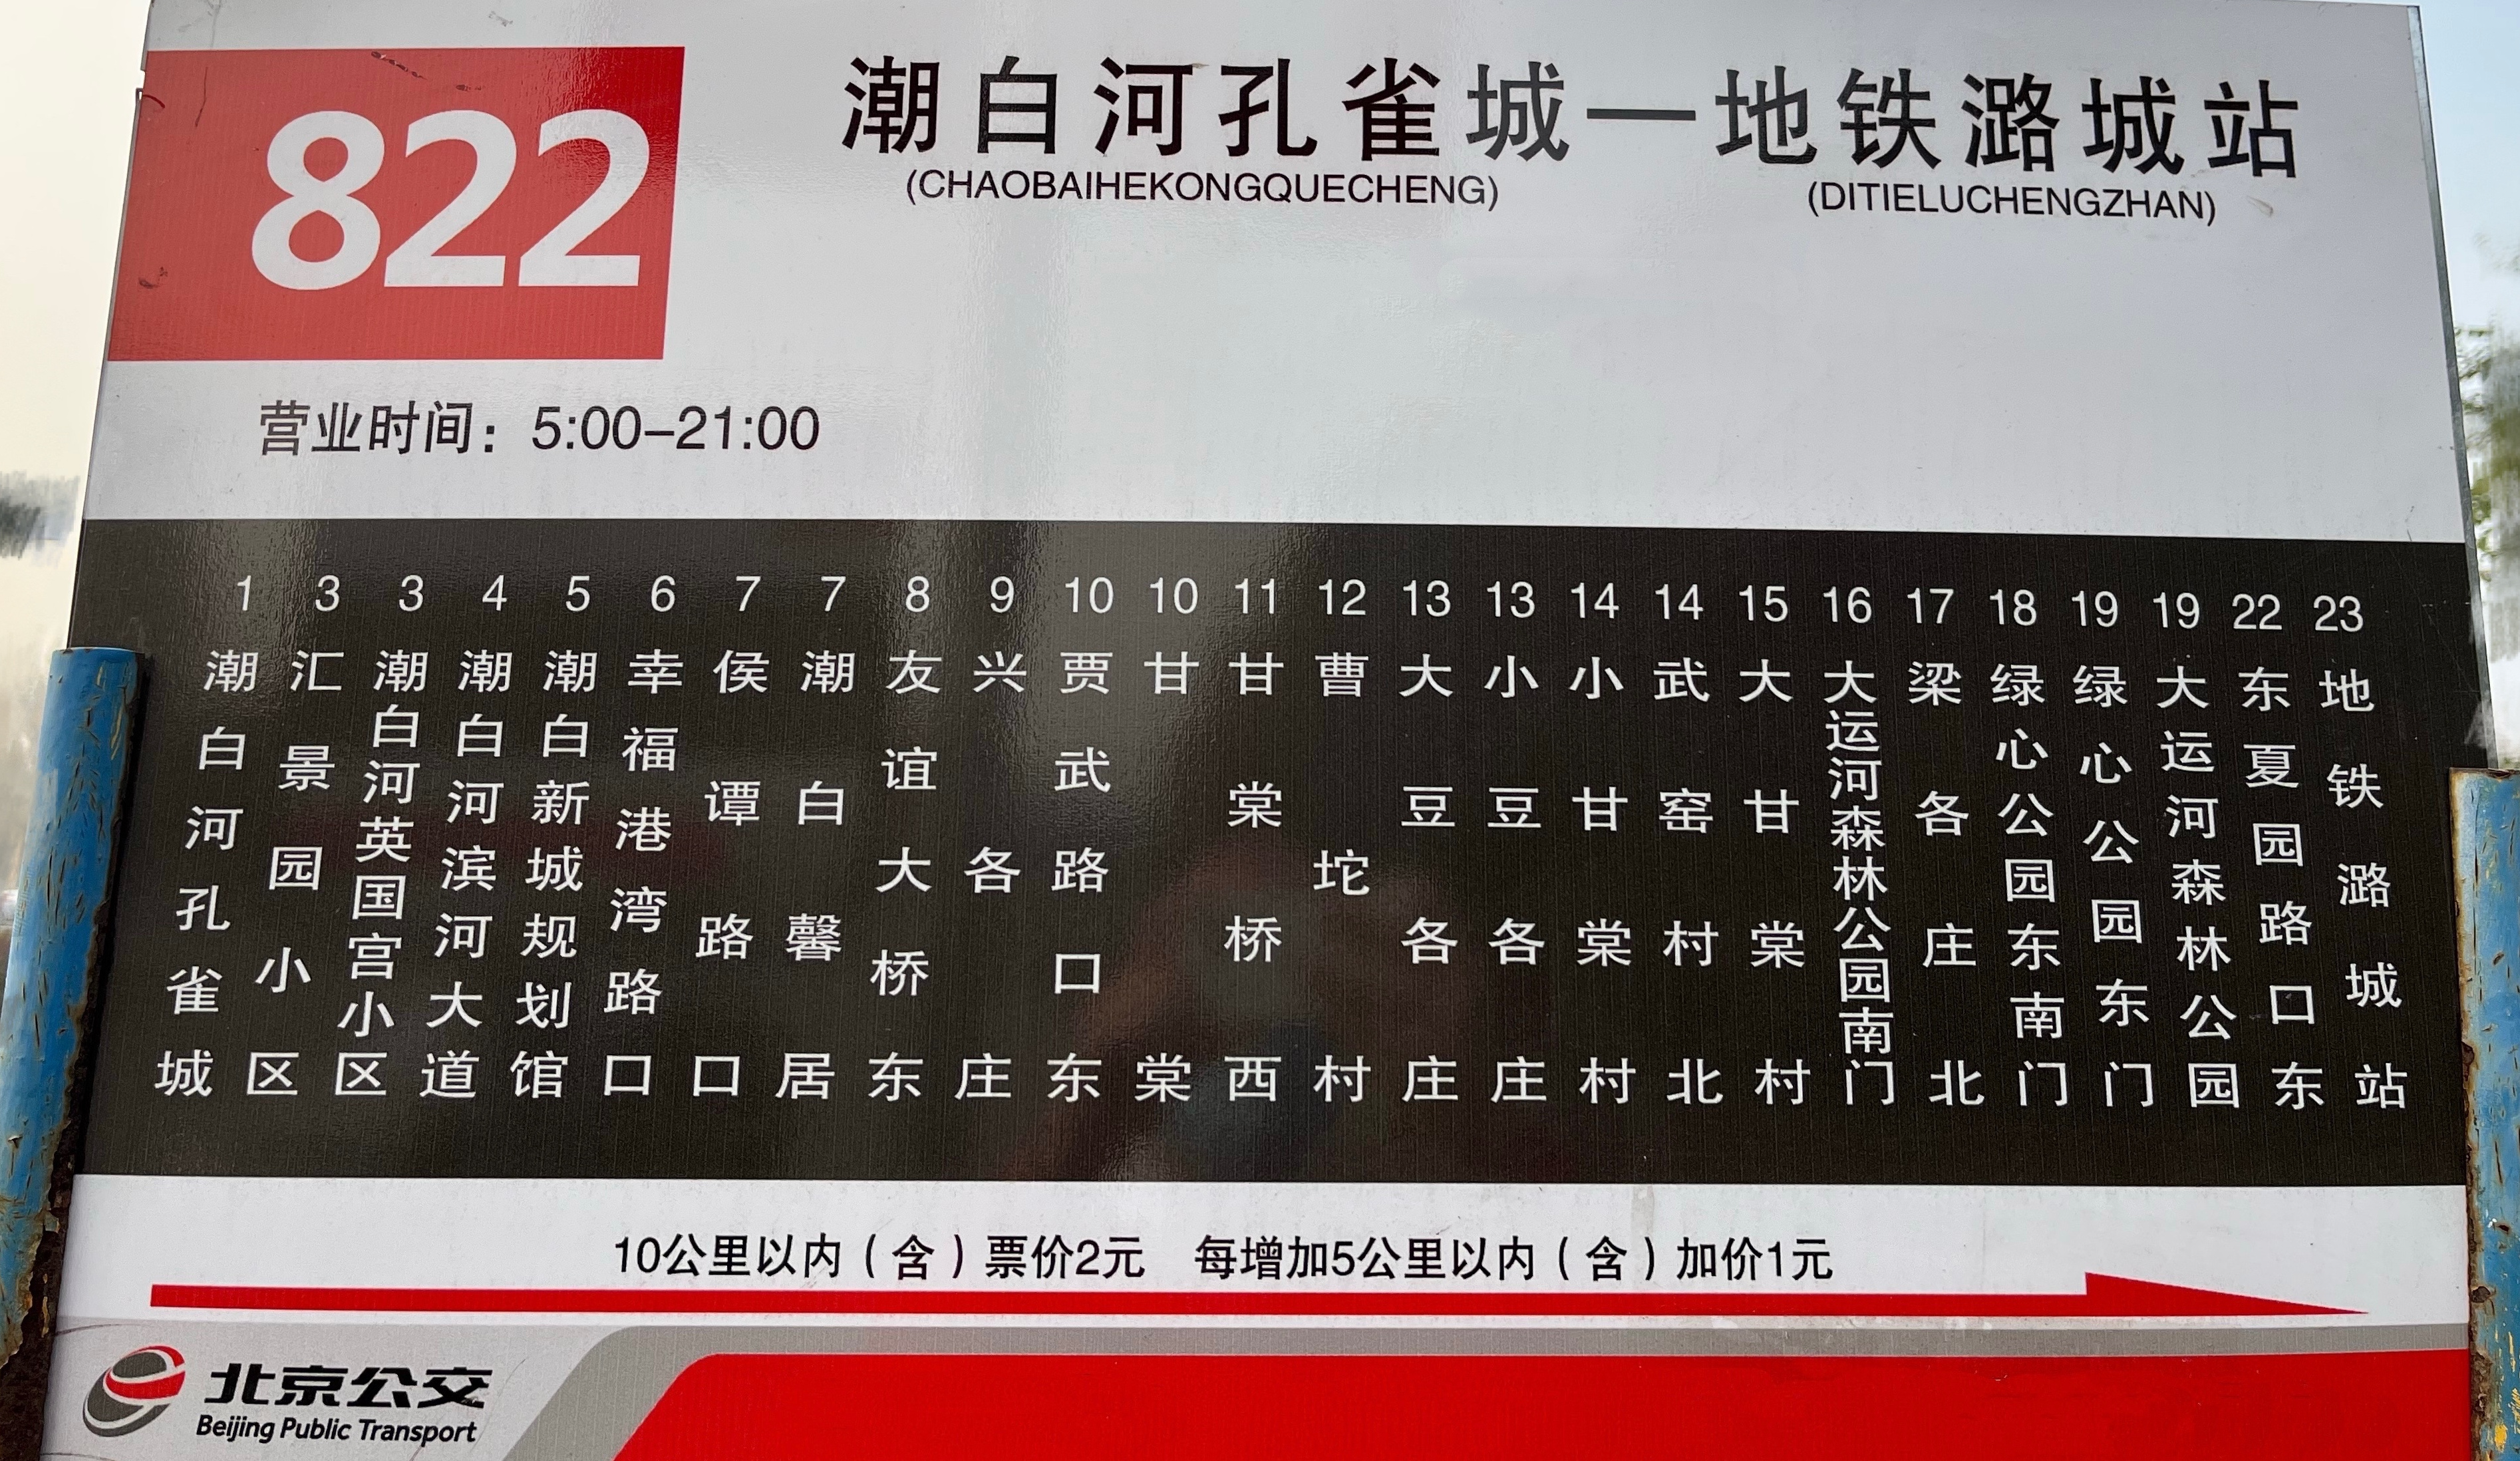 822
潮白河孔雀城—地铁潞城站
(CHAOBAIHEKONGQUECHENG)
(DITIELUCHENGZHAN)
营业时间：5:00–21:00
1 潮白河孔雀城
3 汇景园小区
3 潮白河英国宫小区
4 潮白河滨河大道
5 潮白新城规划馆
6 幸福港湾路口
7 侯谭路口
7 潮白馨居
8 友谊大桥东
9 兴各庄
10 贾武路口东
10 甘棠
11 甘棠桥西
12 曹坨村
13 大豆各庄
13 小豆各庄
14 小甘棠村
14 武窑村北
15 大甘棠村
16 大运河森林公园南门
17 梁各庄北
18 绿心公园东南门
19 绿心公园东门
19 大运河森林公园
22 东夏园路口东
23 地铁潞城站
10公里以内（含）票价2元 每增加5公里以内（含）加价1元
北京公交
Beijing Public Transport